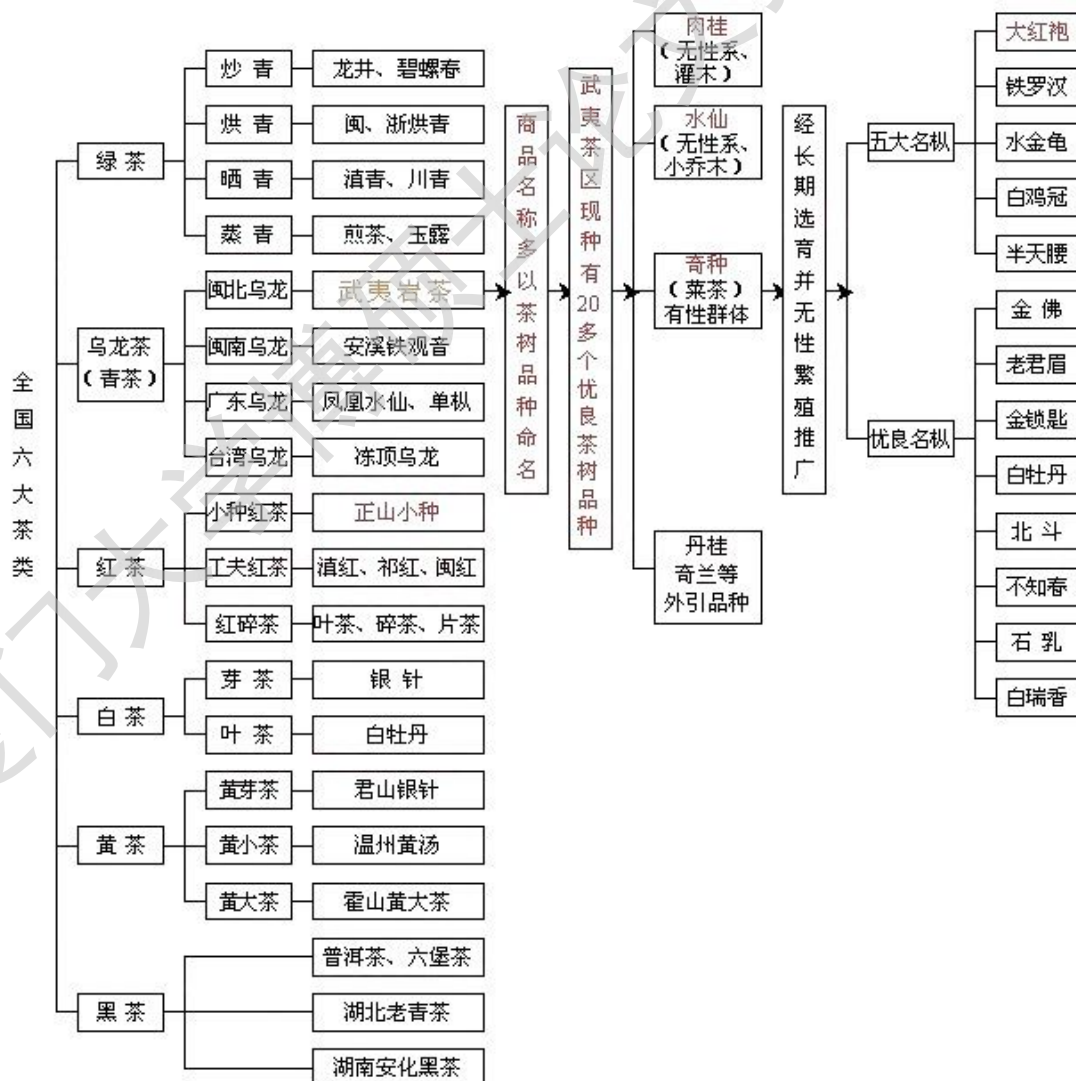 全国六大茶类
绿茶
炒青
龙井、碧螺春
烘青
闽、浙烘青
晒青
滇青、川青
蒸青
煎茶、玉露
乌龙茶
(青茶)
闽北乌龙
武夷岩茶
闽南乌龙
安溪铁观音
广东乌龙
凤凰水仙、单枞
台湾乌龙
冻顶乌龙
红茶
小种红茶
正山小种
工夫红茶
滇红、祁红、闽红
红碎茶
叶茶、碎茶、片茶
白茶
芽茶
银针
叶茶
白牡丹
黄茶
黄芽茶
君山银针
黄小茶
温州黄汤
黄大茶
霍山黄大茶
黑茶
普洱茶、六堡茶
湖北老青茶
湖南安化黑茶
商品名称多以茶树品种命名
武夷茶区现种有20多个优良茶树品种
肉桂
(无性系、
灌木)
水仙
(无性系、
小乔木)
奇种
(菜茶)
有性群体
丹桂
奇兰等
外引品种
经长期选育并无性繁殖推广
五大名枞
大红袍
铁罗汉
水金龟
白鸡冠
半天腰
优良名枞
金佛
老君眉
金锁匙
白牡丹
北斗
不知春
石乳
白瑞香
厦门大学博硕士论文